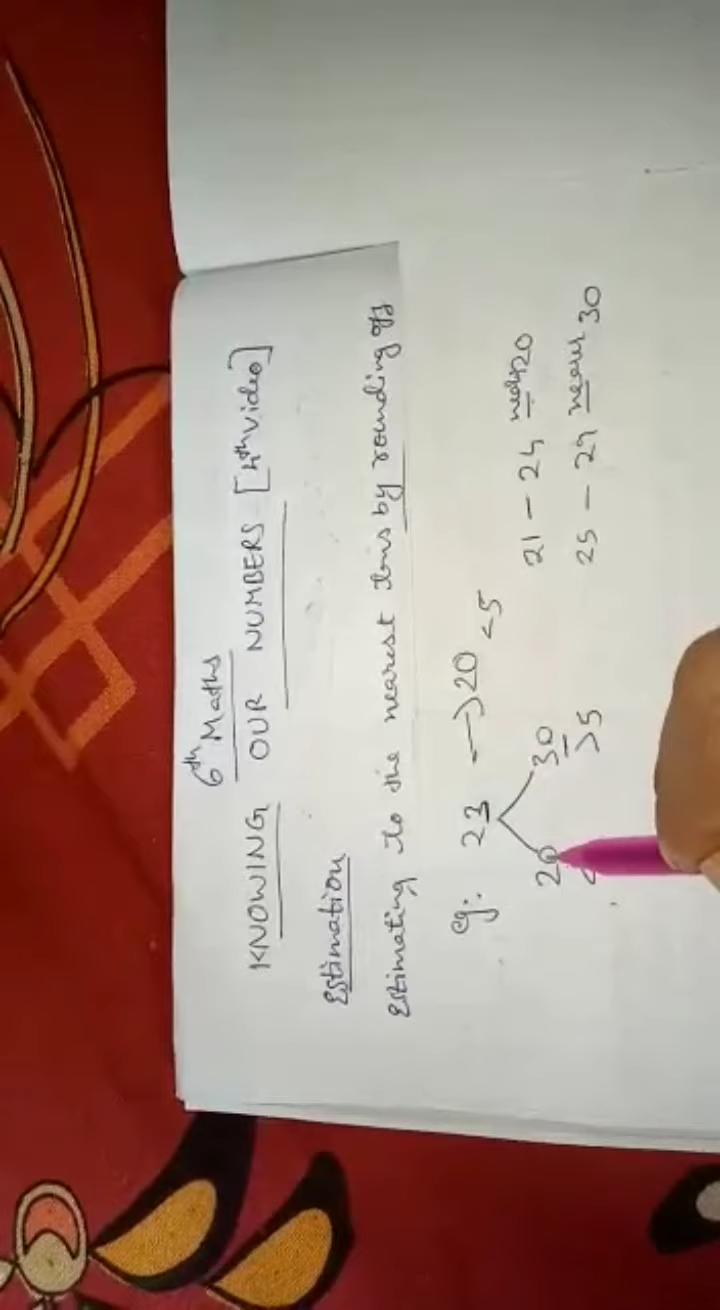 6th Maths
KNOWING OUR NUMBERS [4th video]
Estimation
Estimating to the nearest tens by rounding off
eg: 23 → 20 <5
20 30
>5
21 - 24 near 20
25 - 29 nearer 30